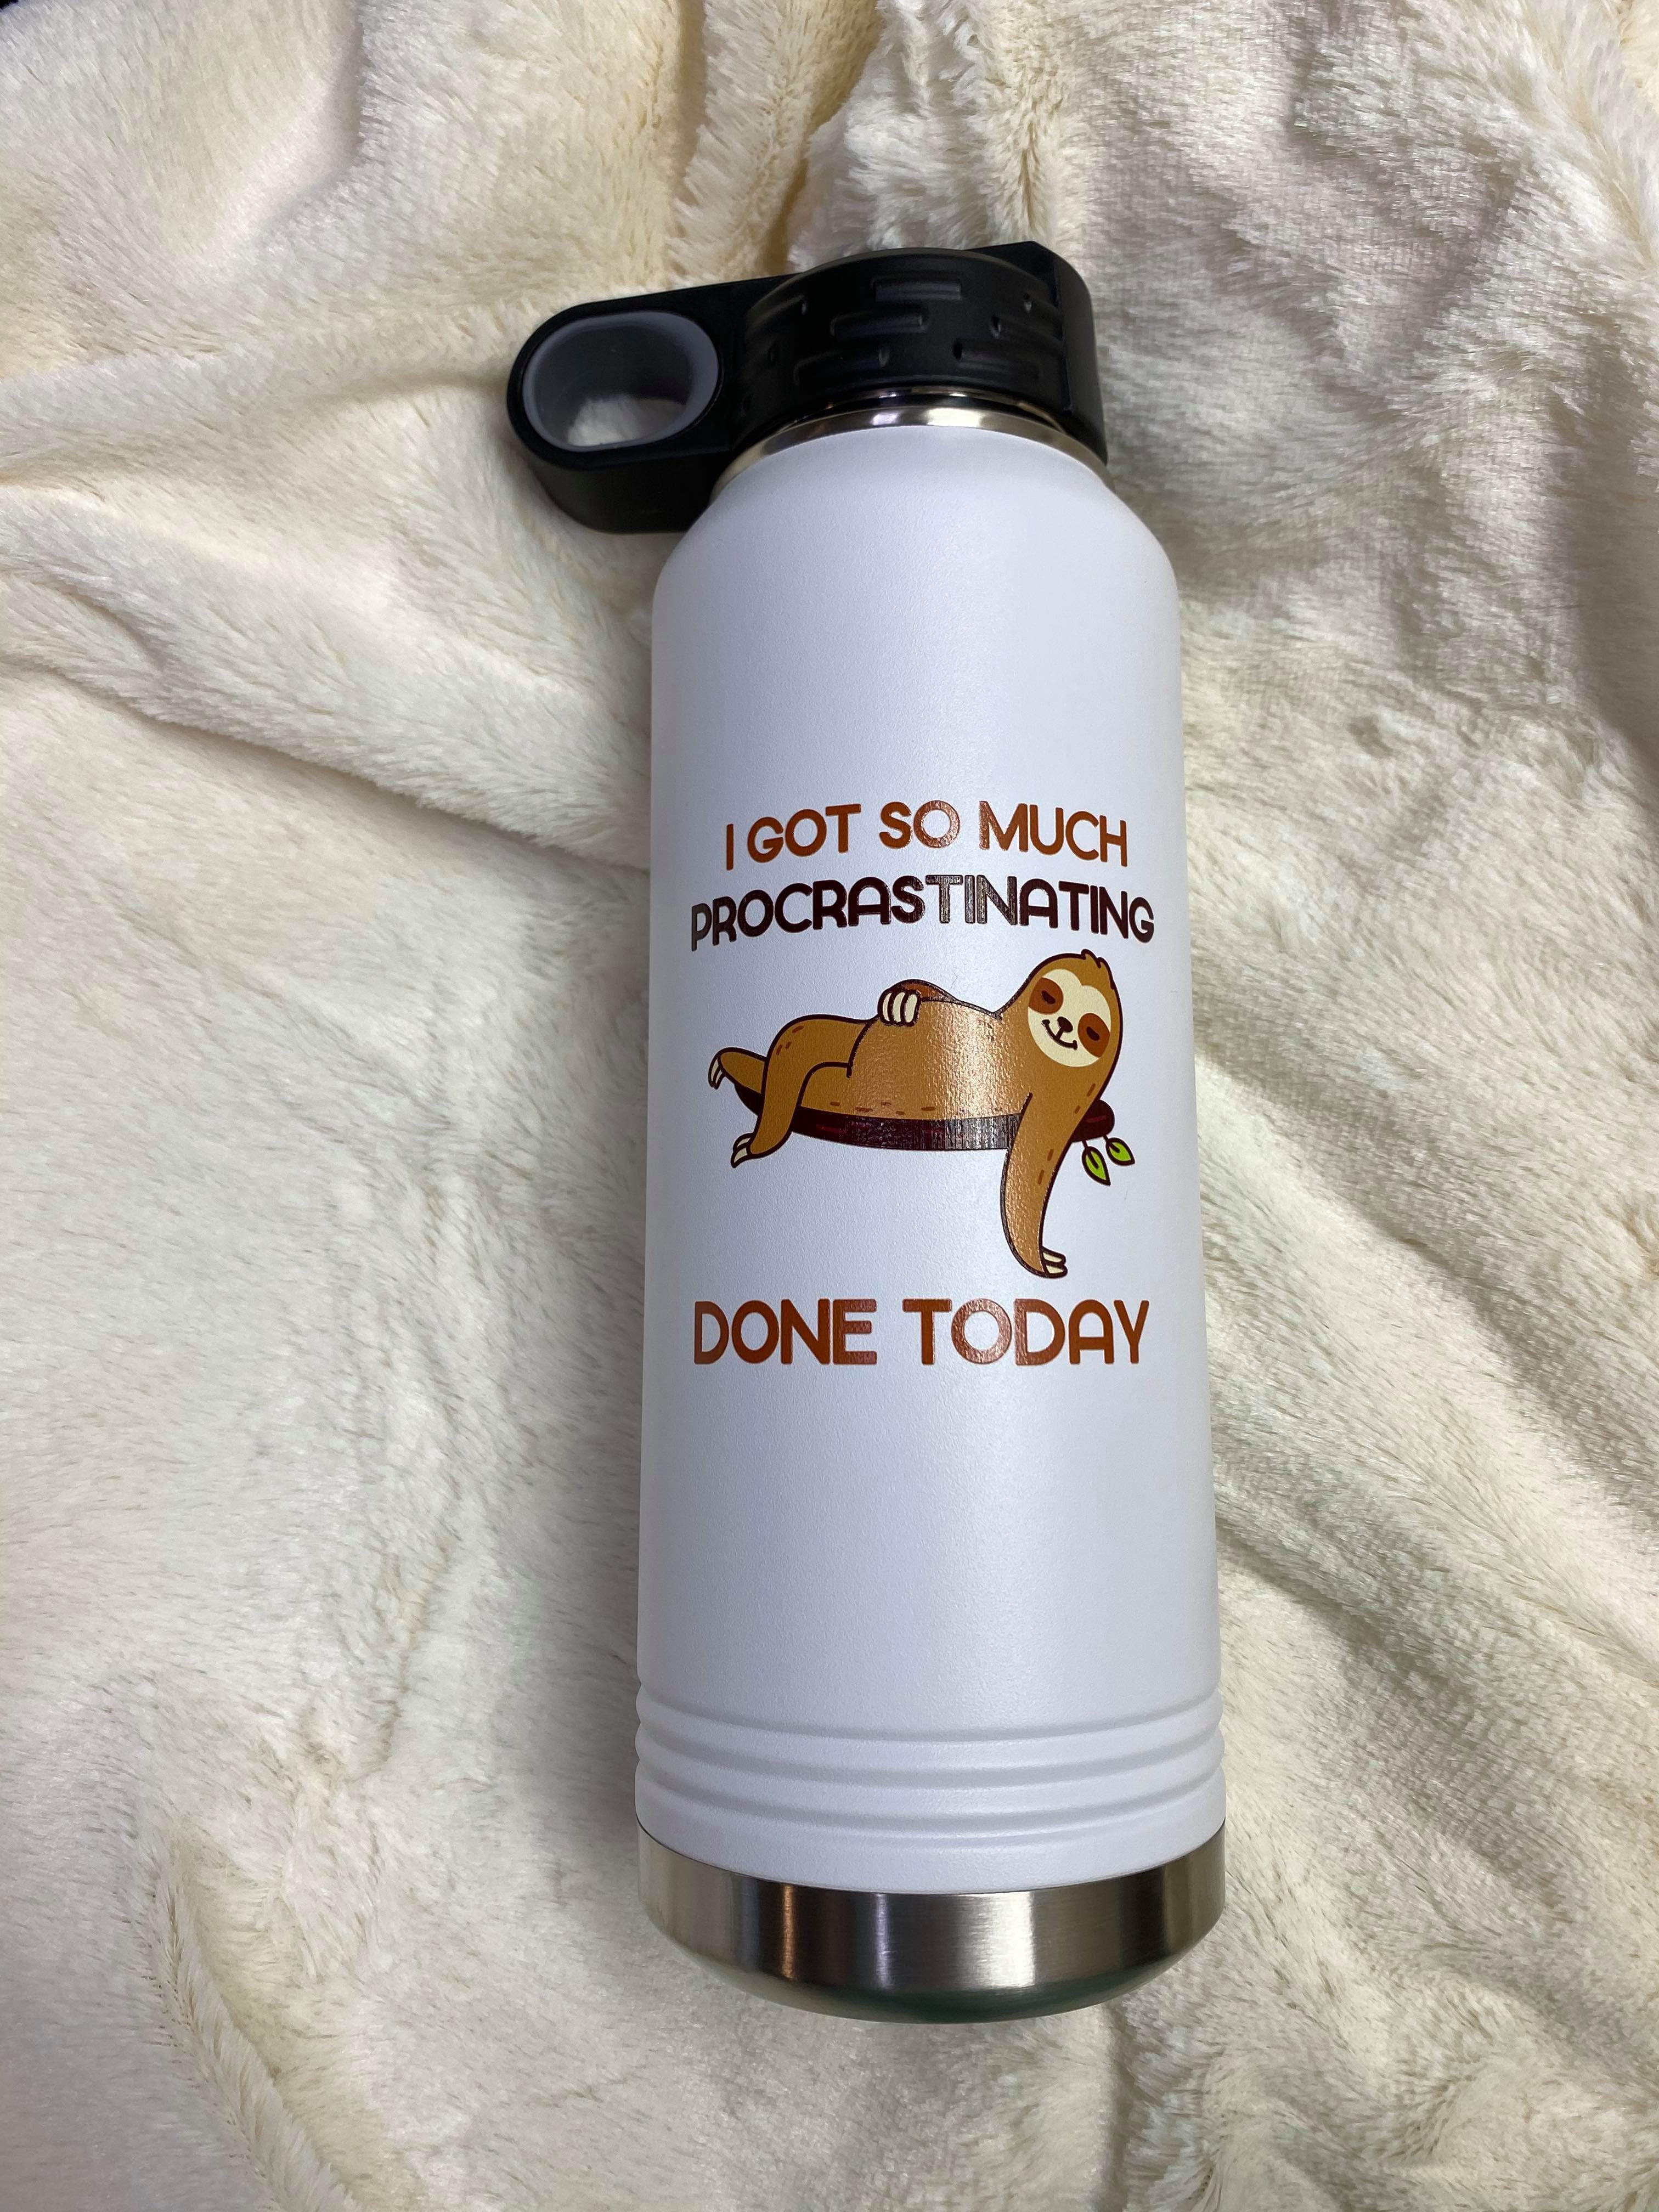 I GOT SO MUCH
PROCRASTINATING
DONE TODAY